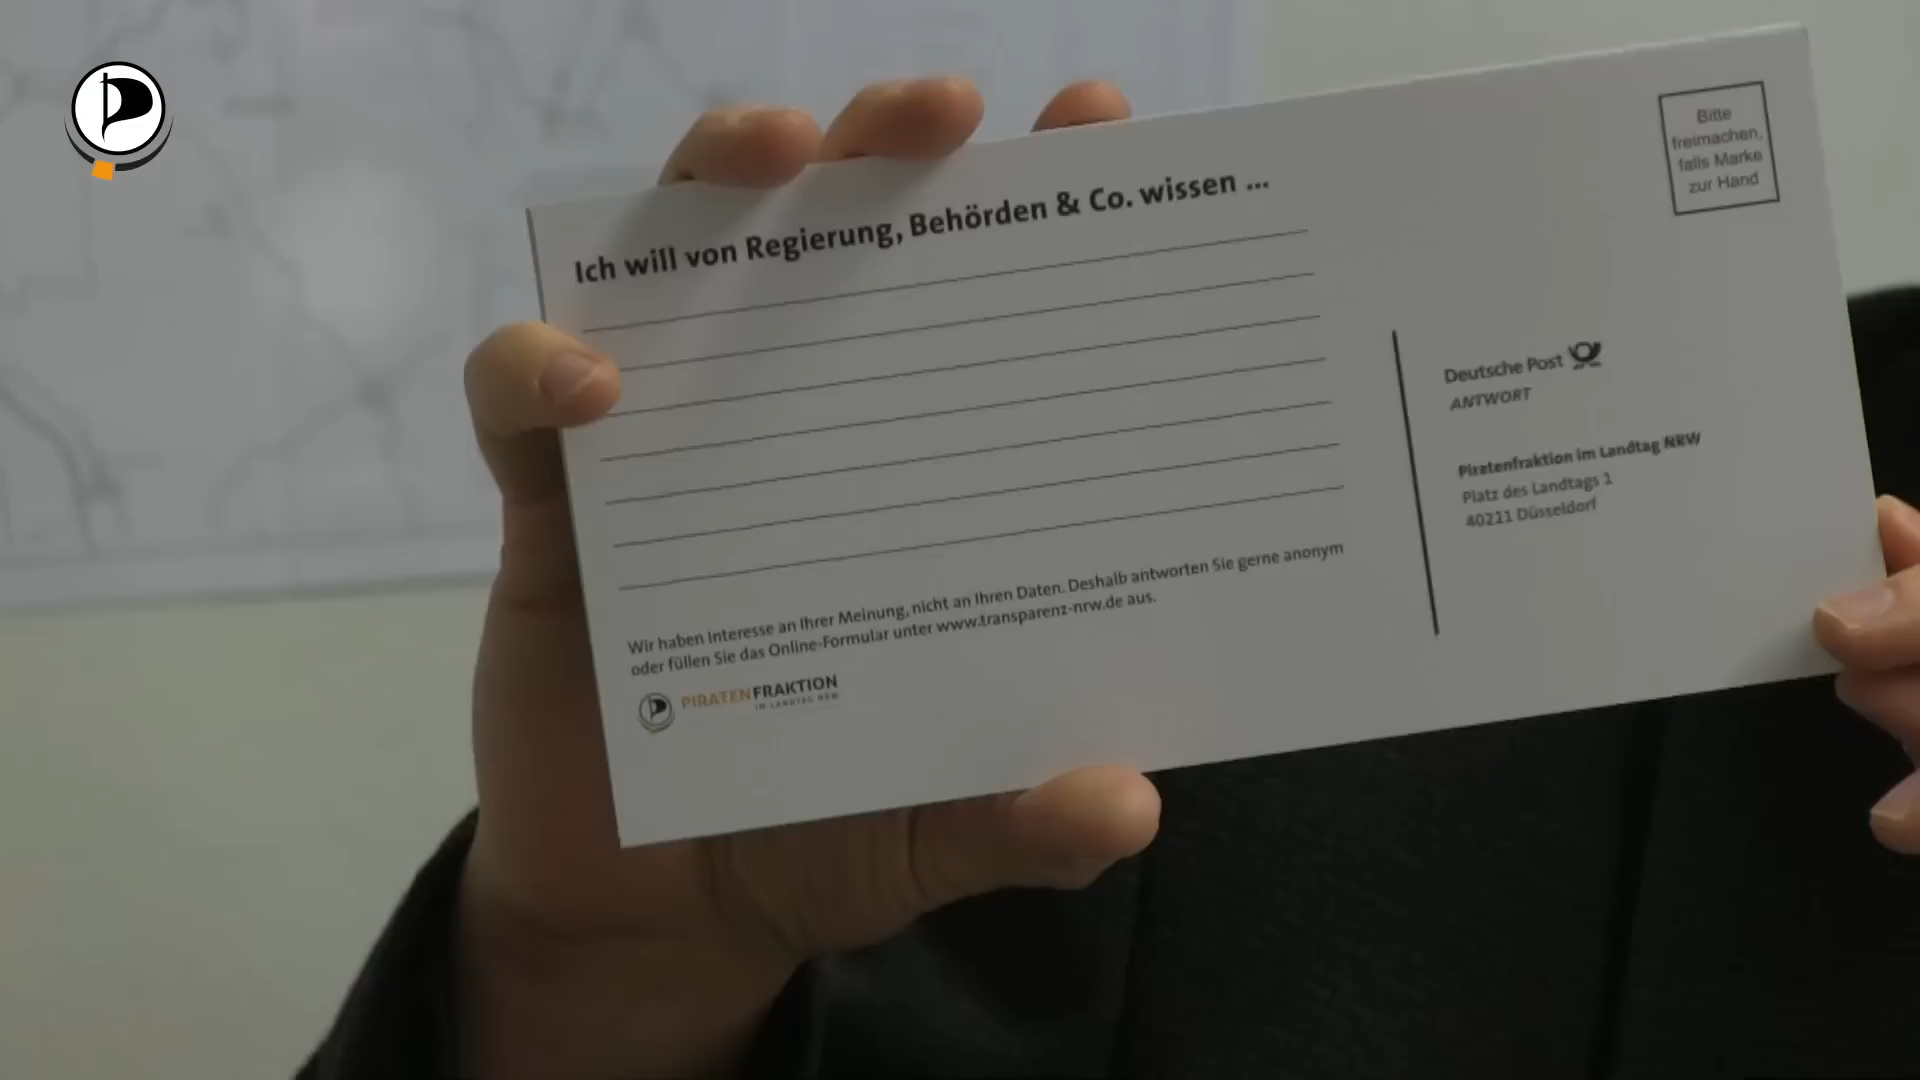 Ich will von Regierung, Behörden & Co. wissen ...
Bitte
freimachen,
falls Marke
zur Hand
Deutsche Post
ANTWORT
Piratenfraktion im Landtag NRW
Platz des Landtags 1
40221 Düsseldorf
Wir haben Interesse an Ihrer Meinung, nicht an Ihren Daten. Deshalb antworten Sie gerne anonym
oder füllen Sie das Online-Formular unter www.transparenz-nrw.de aus.
PIRATENFRAKTION
IM LANDTAG NRW